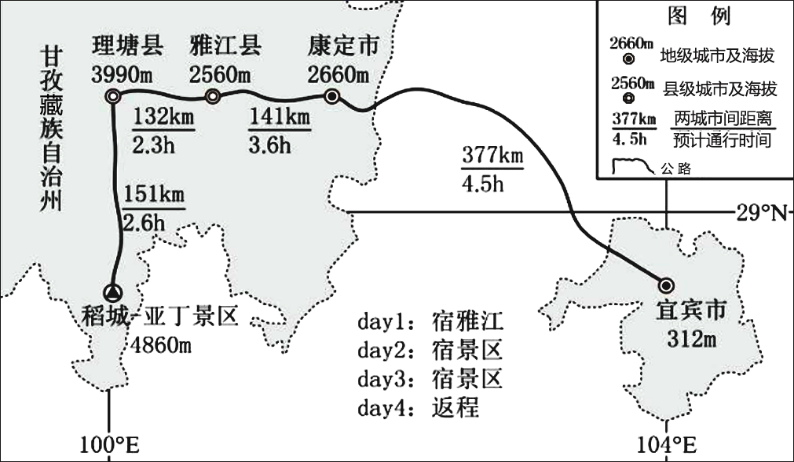 图 例
2660m
地级城市及海拔
2560m
县级城市及海拔
377km
4.5h
两城市间距离
预计通行时间
公路
甘孜藏族自治州
理塘县
3990m
雅江县
2560m
康定市
2660m
132km
2.3h
141km
3.6h
377km
4.5h
151km
2.6h
29°N
稻城-亚丁景区
4860m
宜宾市
312m
day1：宿雅江
day2：宿景区
day3：宿景区
day4：返程
100°E
104°E